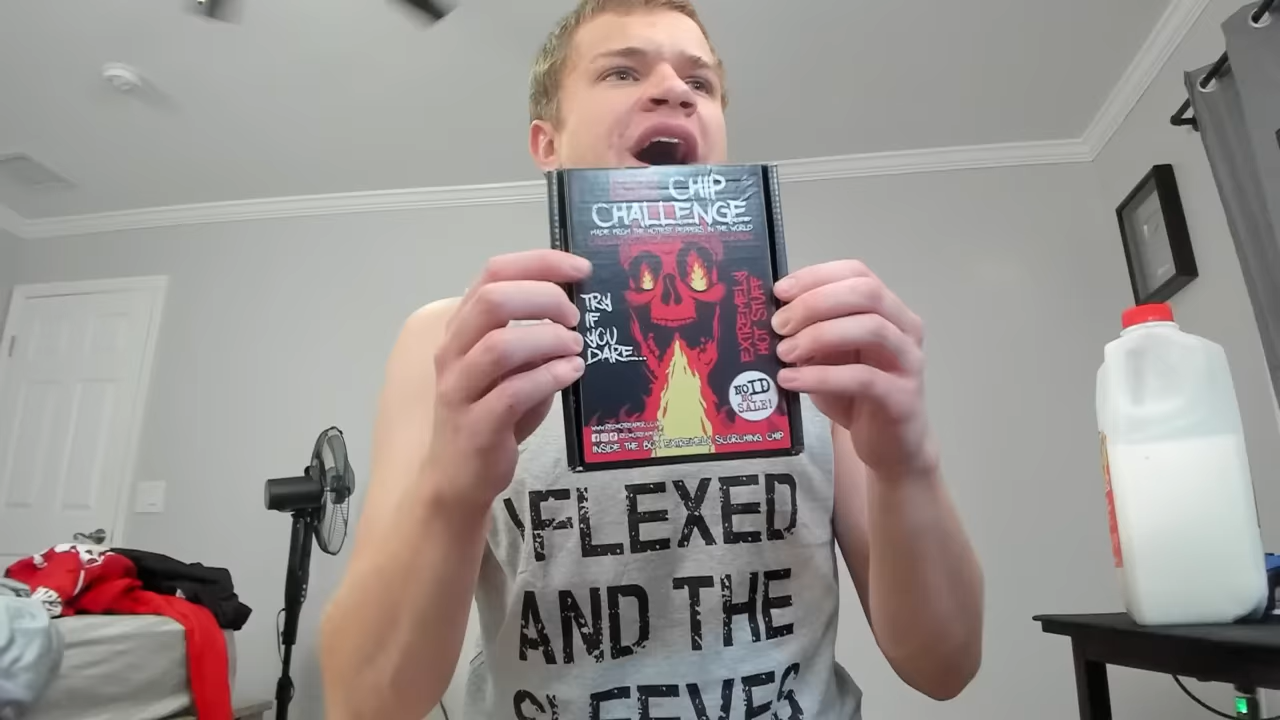 CHIP
CHALLENGE
MADE FROM THE HOTTEST PEPPERS IN THE WORLD
TRY
IF
YOU
DARE...
EXTREMELY
HOT STUFF
NO ID
NO
SALE!
INSIDE THE BOX EXTREMELY SCORCHING CHIP
I FLEXED
AND THE
SLEEVES